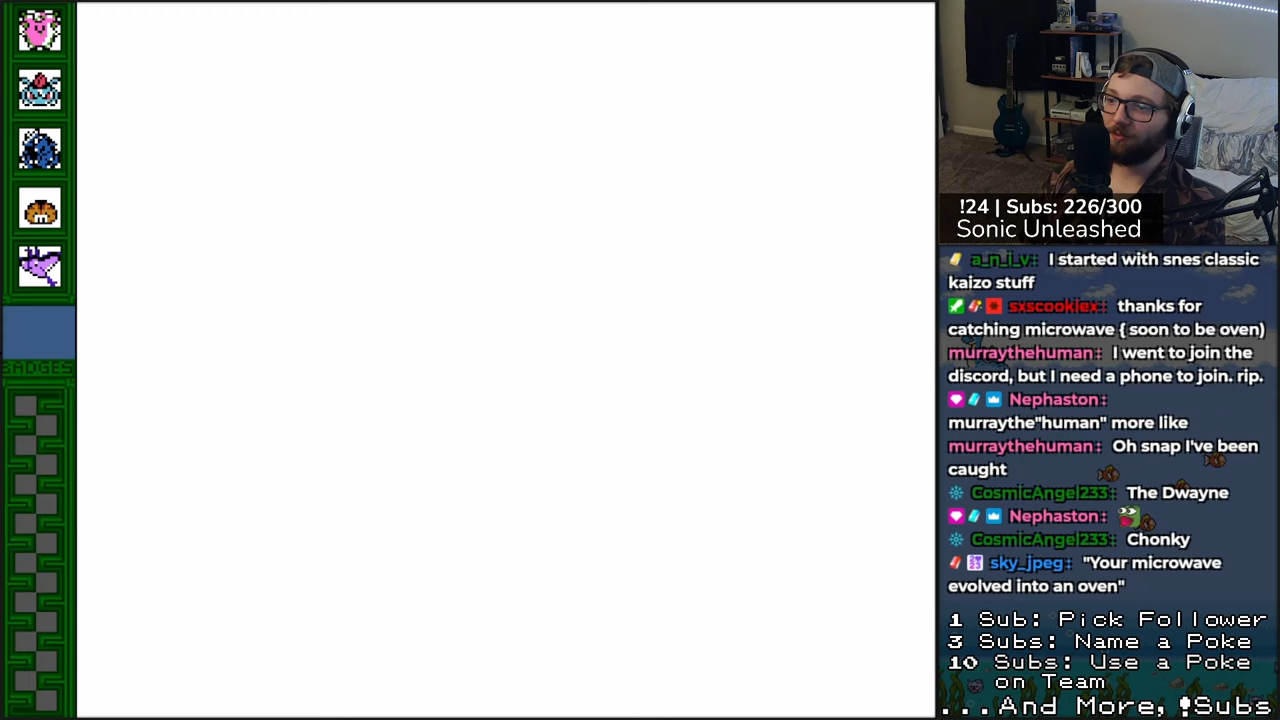 !24 | Subs: 226/300
Sonic Unleashed
a_n_i_v: I started with snes classic
kaizo stuff
sxscookiex: thanks for
catching microwave ( soon to be oven)
murraythehuman: I went to join the
discord, but I need a phone to join. rip.
Nephaston:
murraythe"human" more like
murraythehuman: Oh snap I've been
caught
CosmicAngel233: The Dwayne
Nephaston:
CosmicAngel233: Chonky
sky_jpeg: "Your microwave
evolved into an oven"
BADGES
1 Sub: Pick Follower
3 Subs: Name a Poke
10 Subs: Use a Poke
on Team
...And More, !Subs